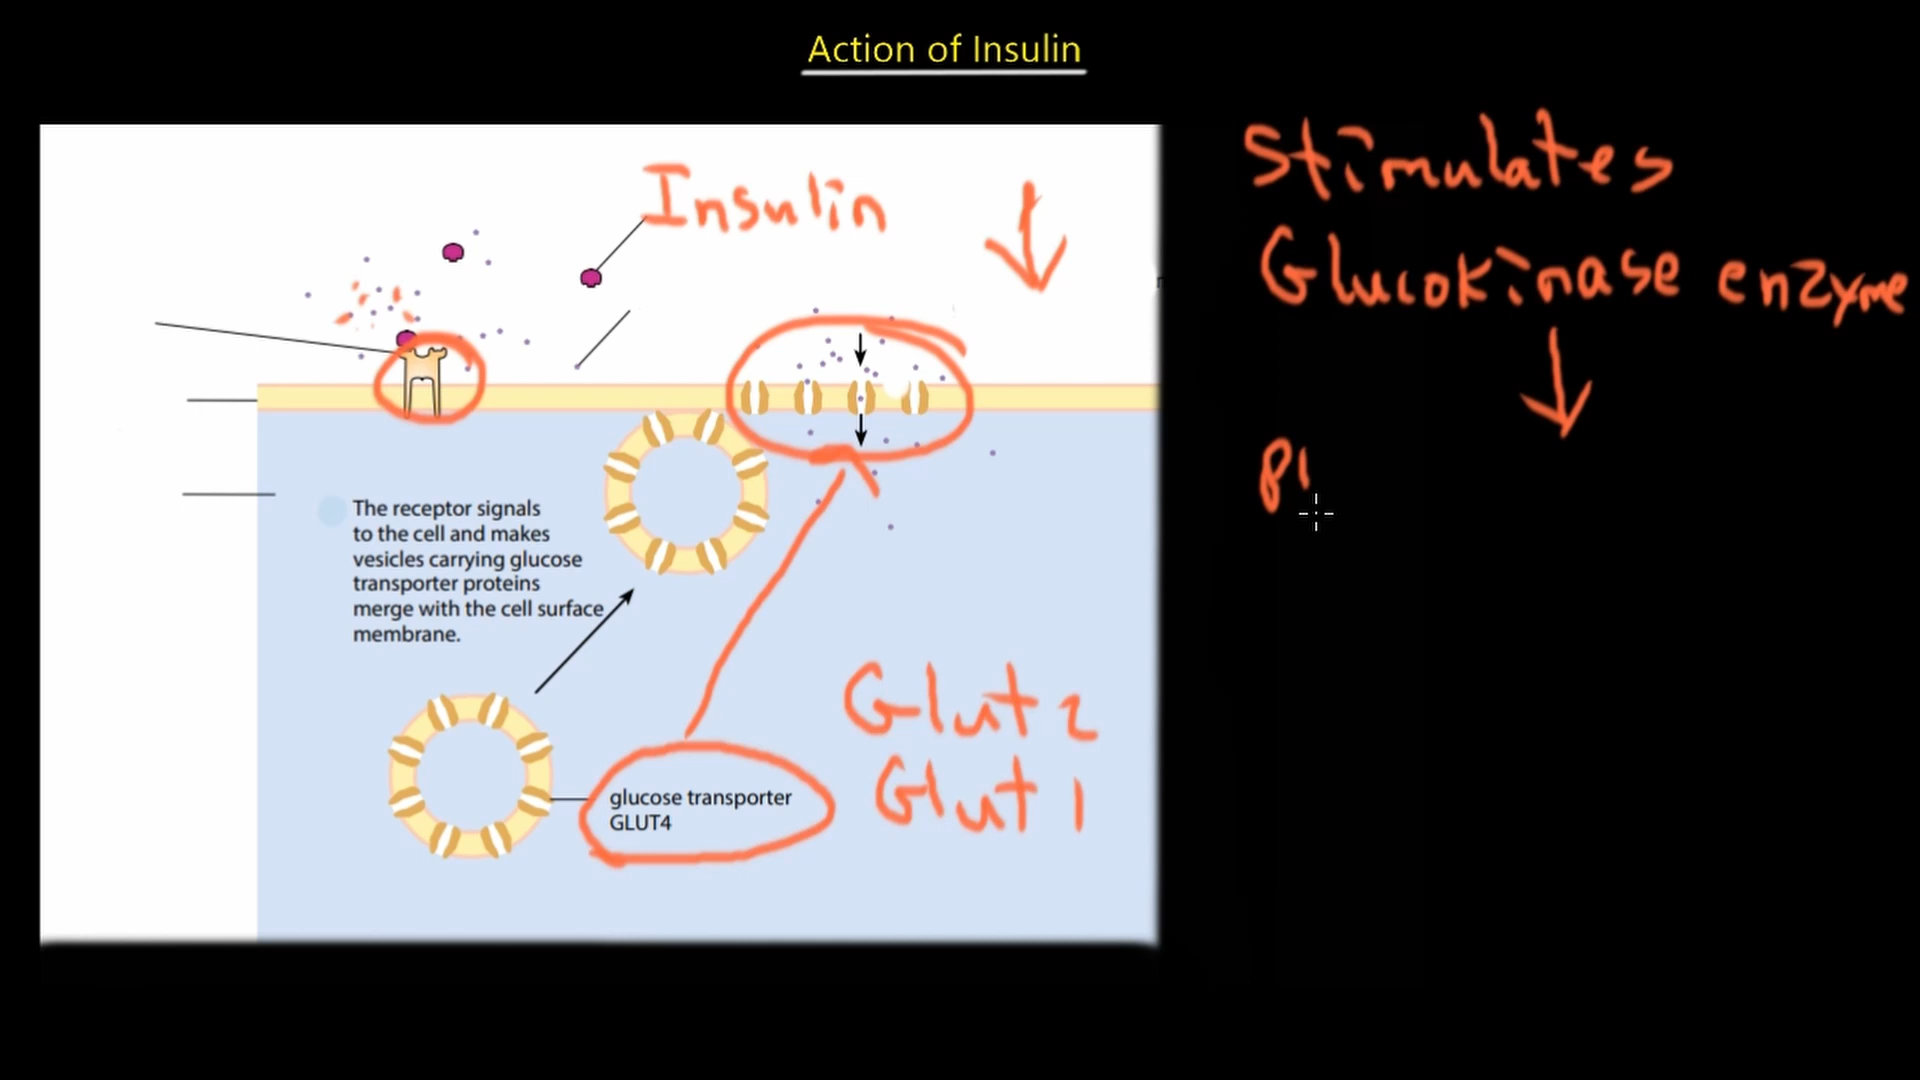 Action of Insulin
Insulin
Stimulates
Glucokinase enzyme
The receptor signals
to the cell and makes
vesicles carrying glucose
transporter proteins
merge with the cell surface
membrane.
glucose transporter
GLUT4
Glut 2
Glut 1